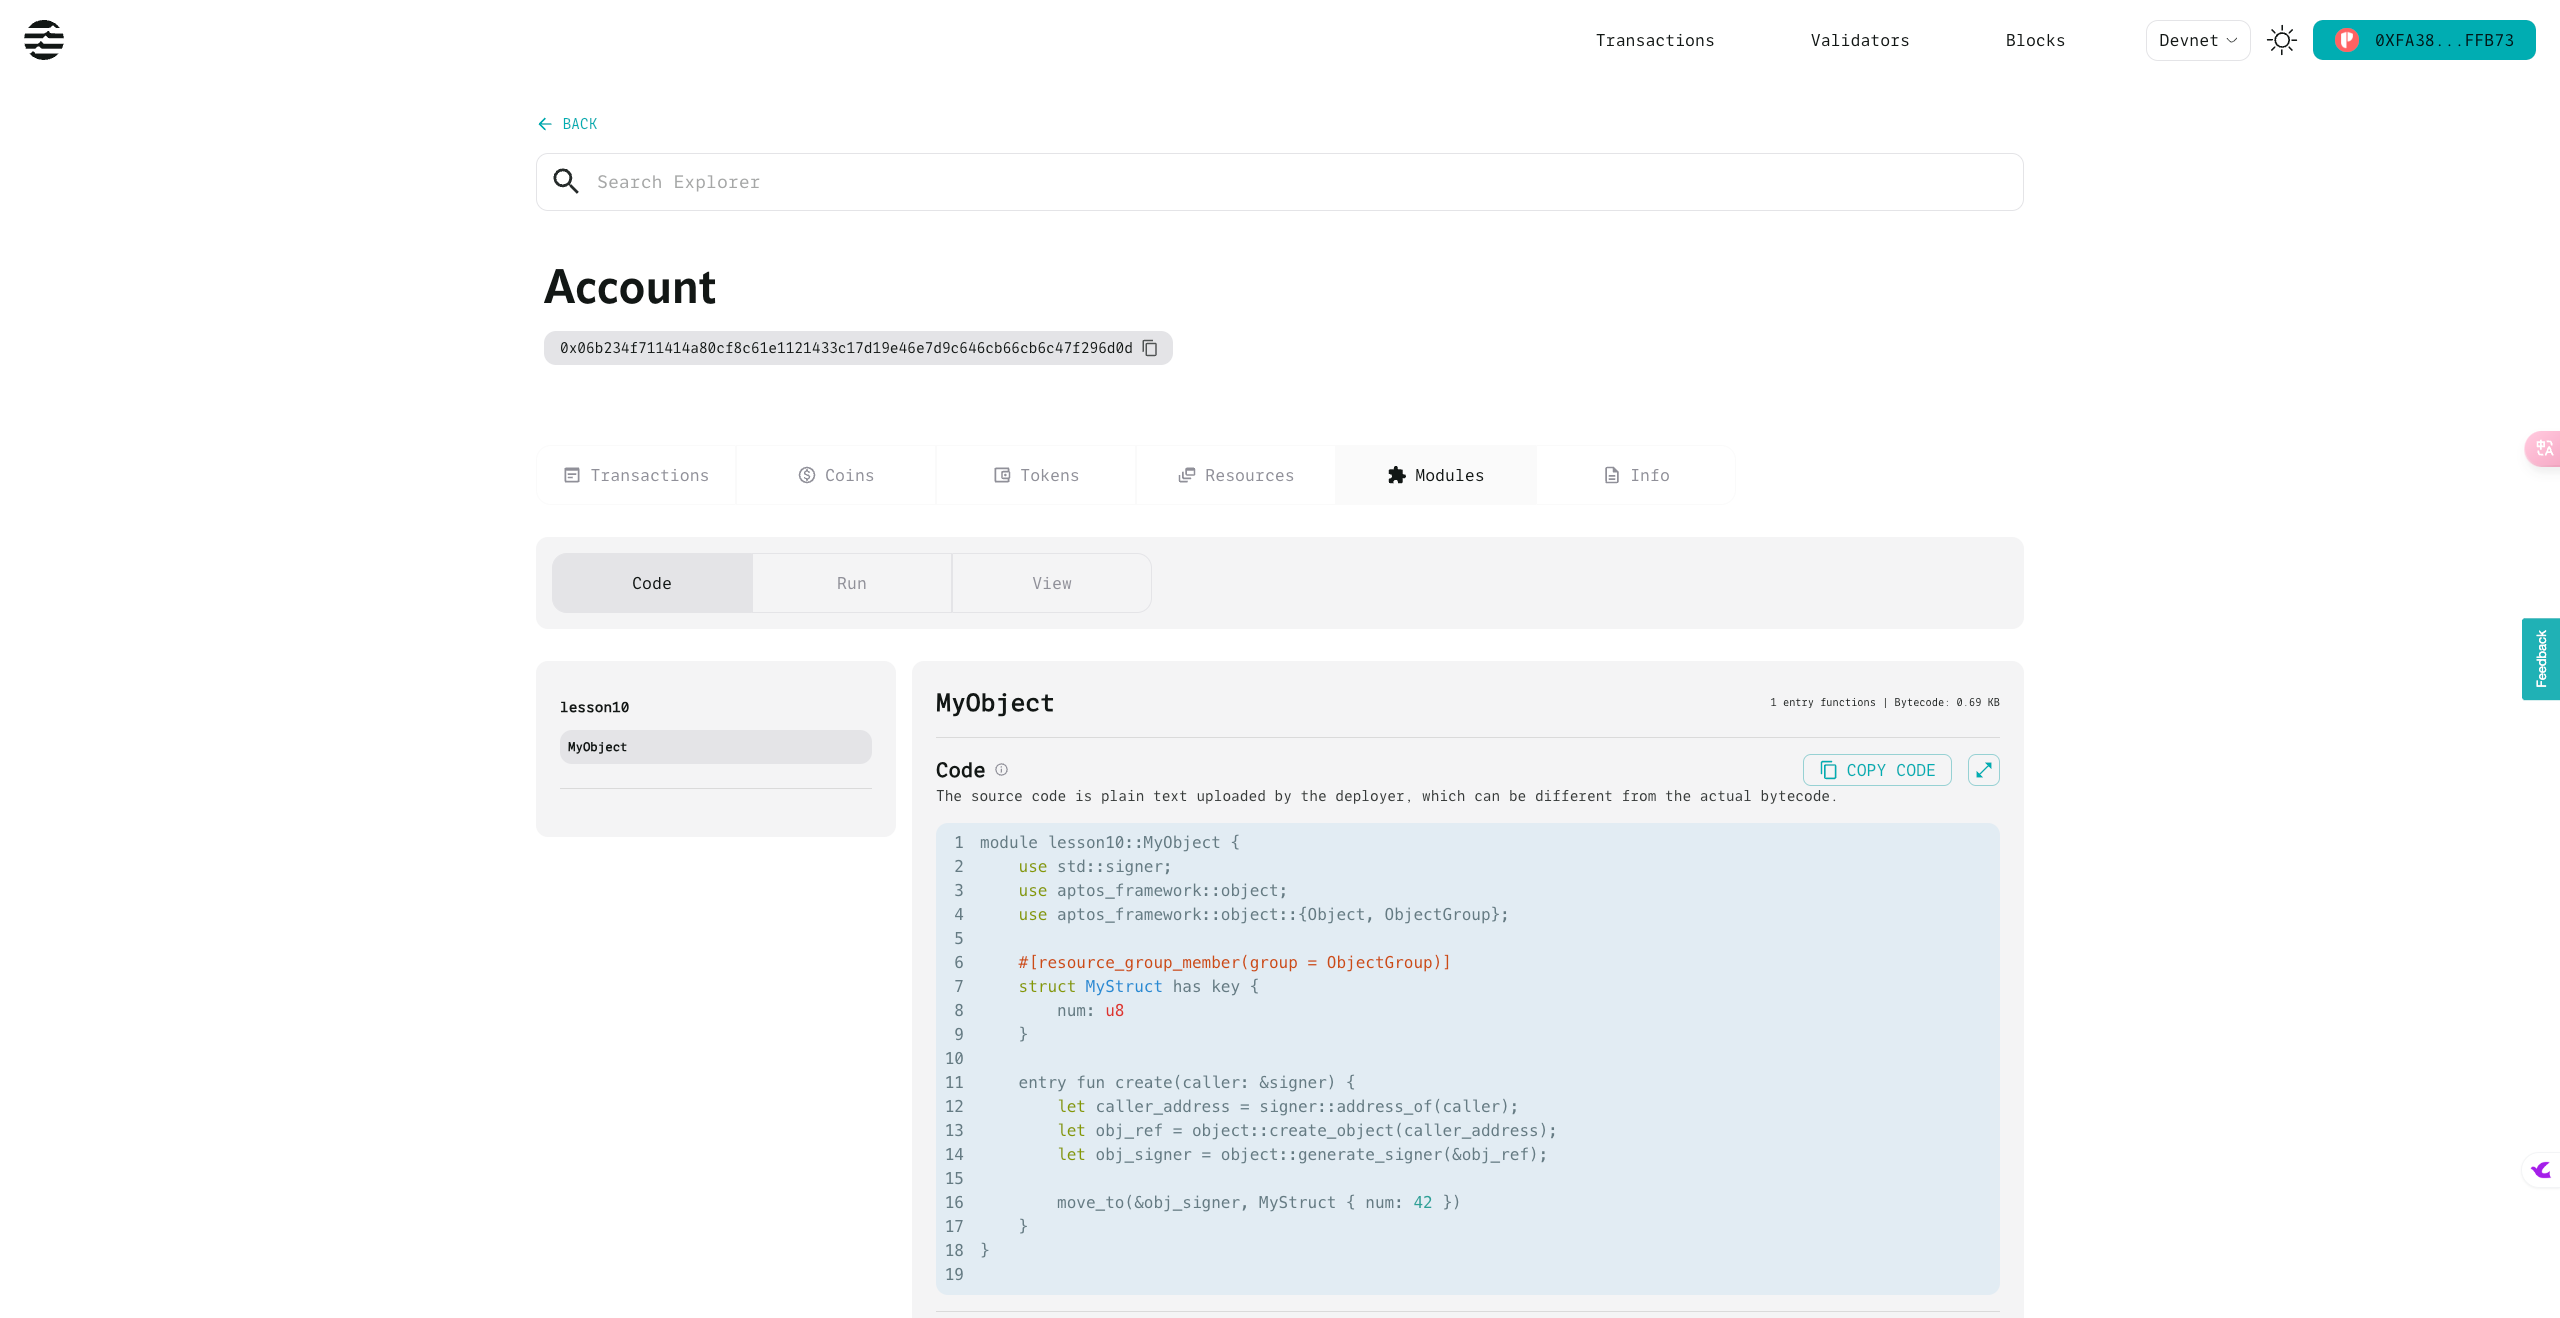 Transactions
Validators
Blocks
Devnet
0XFA38...FFB73
BACK
Search Explorer
Account
0x06b234f711414a80cf8c61e1121433c17d19e46e7d9c646cb66cb6c47f296d0d
Transactions
Coins
Tokens
Resources
Modules
Info
Code
Run
View
lesson10
MyObject
MyObject
1 entry functions | Bytecode: 0.69 KB
Code
COPY CODE
The source code is plain text uploaded by the deployer, which can be different from the actual bytecode.
1 module lesson10::MyObject {
2     use std::signer;
3     use aptos_framework::object;
4     use aptos_framework::object::{Object, ObjectGroup};
5
6     #[resource_group_member(group = ObjectGroup)]
7     struct MyStruct has key {
8         num: u8
9     }
10
11     entry fun create(caller: &signer) {
12         let caller_address = signer::address_of(caller);
13         let obj_ref = object::create_object(caller_address);
14         let obj_signer = object::generate_signer(&obj_ref);
15
16         move_to(&obj_signer, MyStruct { num: 42 })
17     }
18 }
19
Feedback
中A